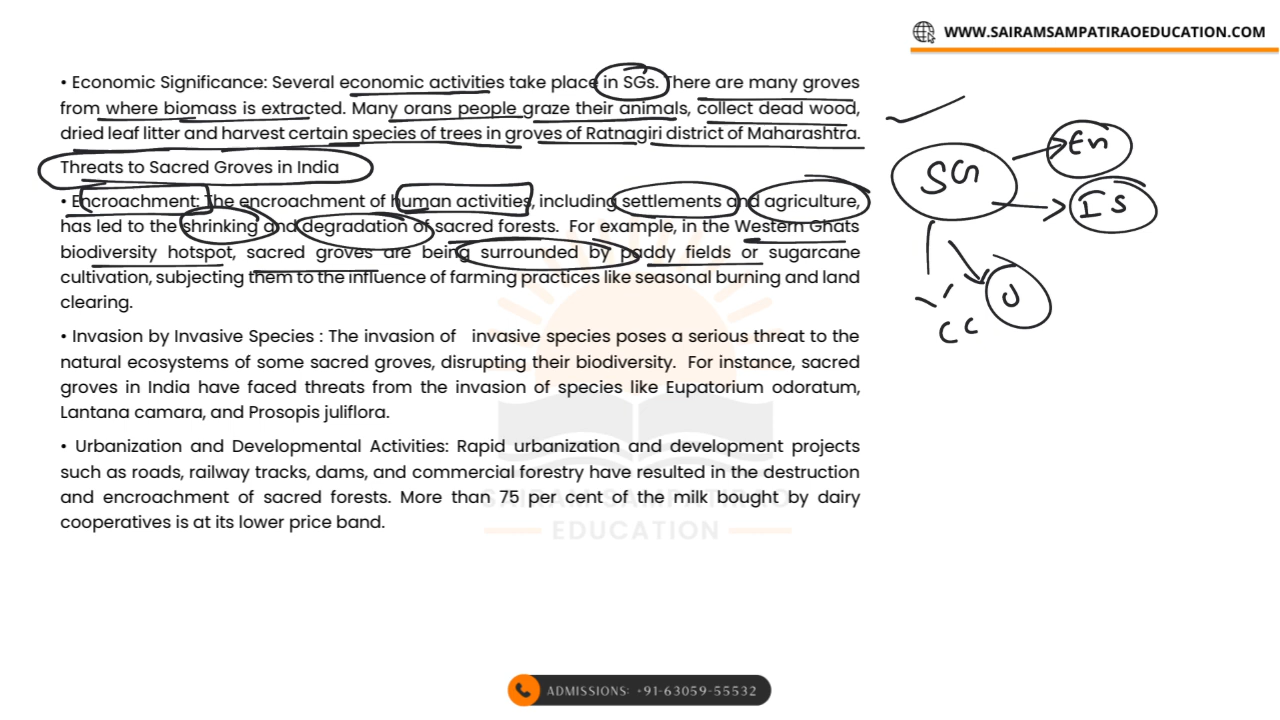 WWW.SAIRAMSAMPATIRAOEDUCATION.COM
• Economic Significance: Several economic activities take place in SGs. There are many groves
from where biomass is extracted. Many orans people graze their animals, collect dead wood,
dried leaf litter and harvest certain species of trees in groves of Ratnagiri district of Maharashtra.
Threats to Sacred Groves in India
• Encroachment: The encroachment of human activities, including settlements and agriculture,
has led to the shrinking and degradation of sacred forests. For example, in the Western Ghats
biodiversity hotspot, sacred groves are being surrounded by paddy fields or sugarcane
cultivation, subjecting them to the influence of farming practices like seasonal burning and land
clearing.
• Invasion by Invasive Species : The invasion of invasive species poses a serious threat to the
natural ecosystems of some sacred groves, disrupting their biodiversity. For instance, sacred
groves in India have faced threats from the invasion of species like Eupatorium odoratum,
Lantana camara, and Prosopis juliflora.
• Urbanization and Developmental Activities: Rapid urbanization and development projects
such as roads, railway tracks, dams, and commercial forestry have resulted in the destruction
and encroachment of sacred forests. More than 75 per cent of the milk bought by dairy
cooperatives is at its lower price band.
SG
En
IS
U
CC
SAIRAM SAMPATIRAO
EDUCATION
ADMISSIONS: +91-63059-55532